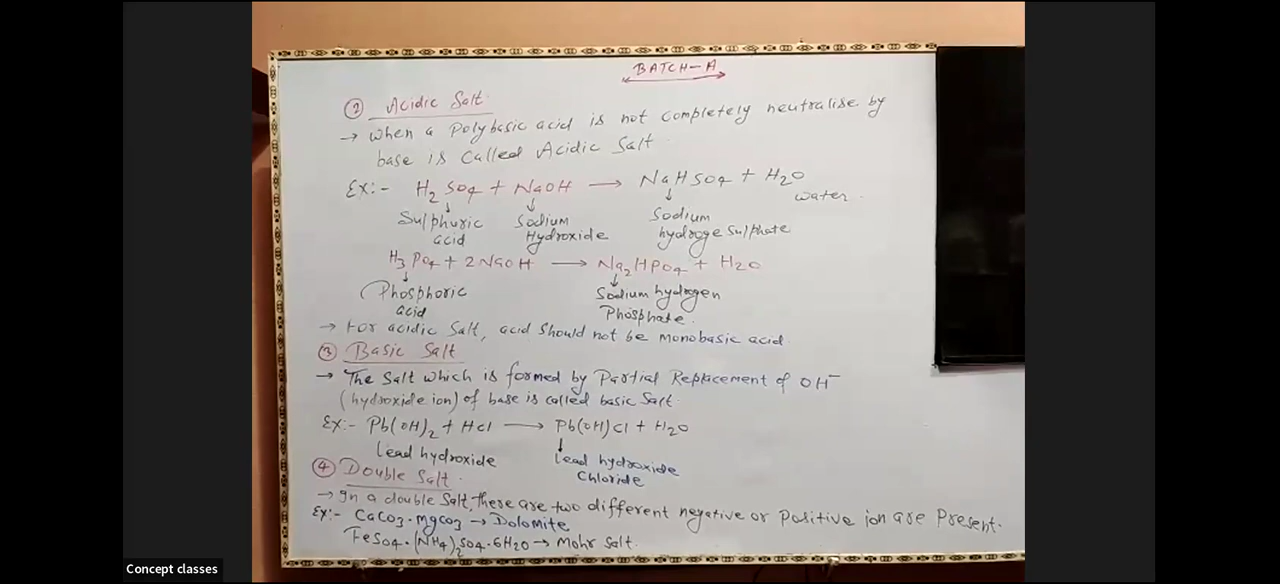 BATCH-A
② Acidic Salt.
→ when a polybasic acid is not completely neutralise by
base is Called Acidic Salt
Ex:- H₂SO₄ + NaOH → NaHSO₄ + H₂O
Sulphuric acid Sodium Hydroxide Sodium hydroge Sulphate water.
H₃PO₄ + 2NaOH → Na₂HPO₄ + H₂O
Phosphoric acid Sodium hydrogen Phosphate.
→ For acidic Salt, acid should not be monobasic acid.
③ Basic Salt
→ The Salt which is formed by Partial Replacement of OH⁻
(hydroxide ion) of base is called basic Salt.
Ex:- Pb(OH)₂ + HCl → Pb(OH)Cl + H₂O
lead hydroxide lead hydroxide Chloride
④ Double Salt.
→ In a double Salt, there are two different negative or Positive ion are Present.
Ex:- CaCO₃·MgCO₃ → Dolomite
FeSO₄·(NH₄)₂SO₄·6H₂O → Mohr Salt.
Concept classes